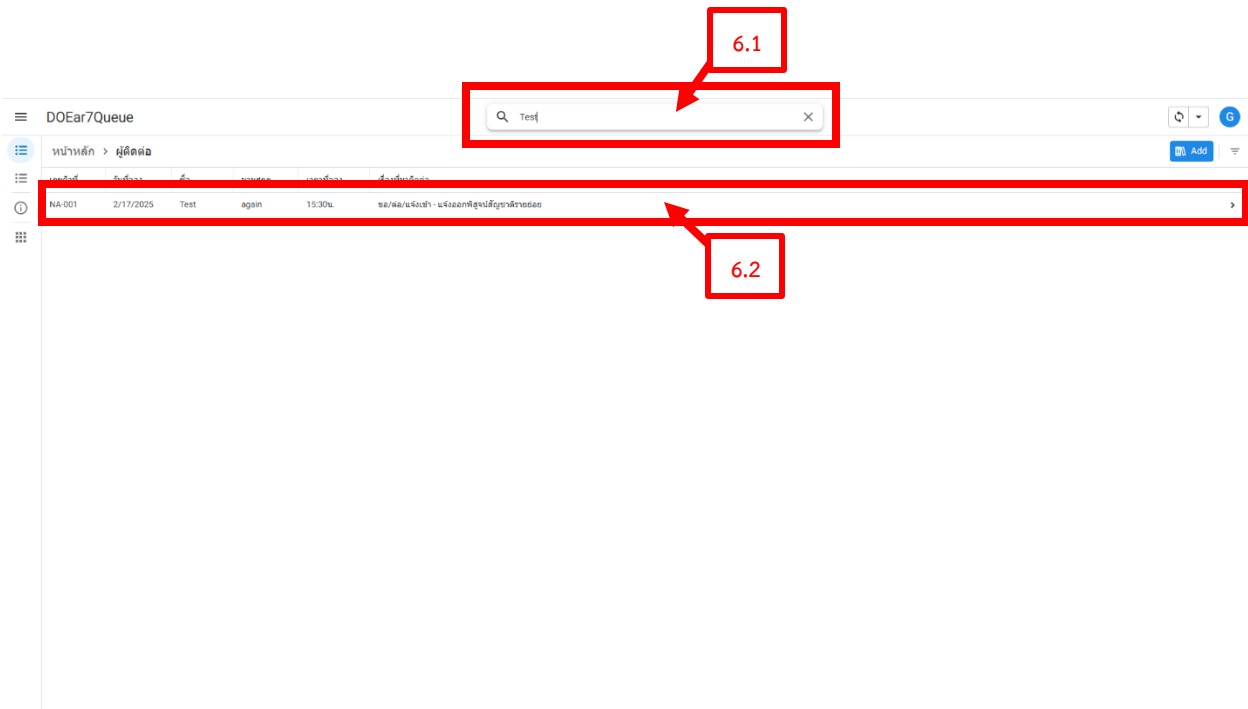 6.1
DOEar7Queue
Test
G
หน้าหลัก > ผู้ติดต่อ
Add
NA-001 2/17/2025 Test again 15:30น. ขอ/ต่อ/แจ้งเข้า - แจ้งออกพิสูจน์สัญชาติรายย่อย
6.2